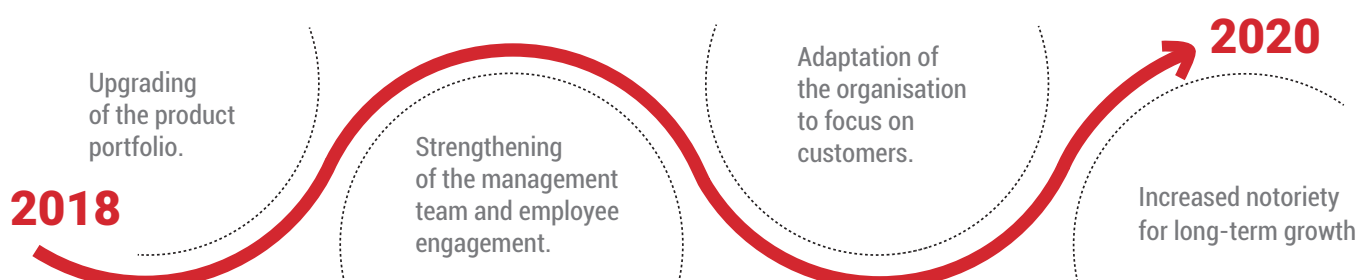 2018
Upgrading
of the product
portfolio.
Strengthening
of the management
team and employee
engagement.
Adaptation of
the organisation
to focus on
customers.
2020
Increased notoriety
for long-term growth